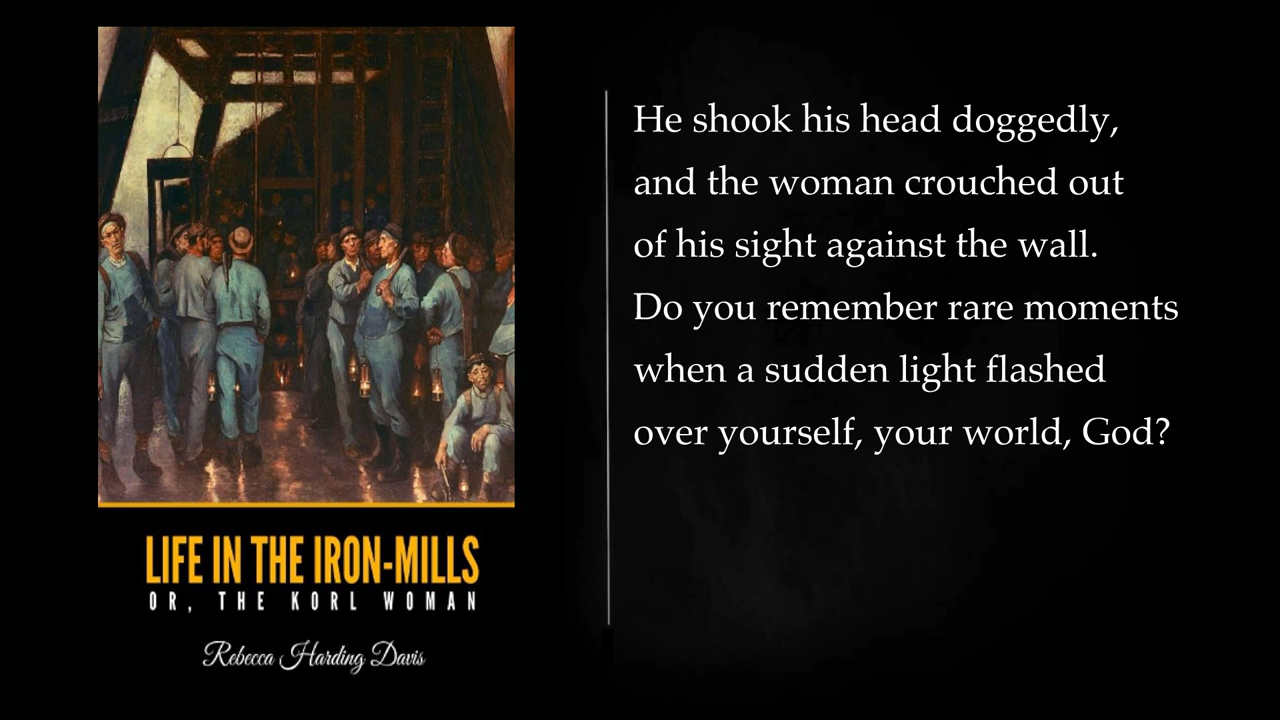 LIFE IN THE IRON-MILLS
OR, THE KORL WOMAN
Rebecca Harding Davis
He shook his head doggedly,
and the woman crouched out
of his sight against the wall.
Do you remember rare moments
when a sudden light flashed
over yourself, your world, God?